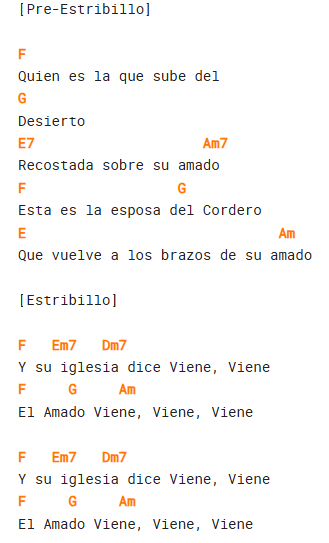 [Pre-Estribillo]
F
Quien es la que sube del
G
Desierto
E7                    Am7
Recostada sobre su amado
F                  G
Esta es la esposa del Cordero
E                              Am
Que vuelve a los brazos de su amado
[Estribillo]
F   Em7   Dm7
Y su iglesia dice Viene, Viene
F     G     Am
El Amado Viene, Viene, Viene
F   Em7   Dm7
Y su iglesia dice Viene, Viene
F     G     Am
El Amado Viene, Viene, Viene